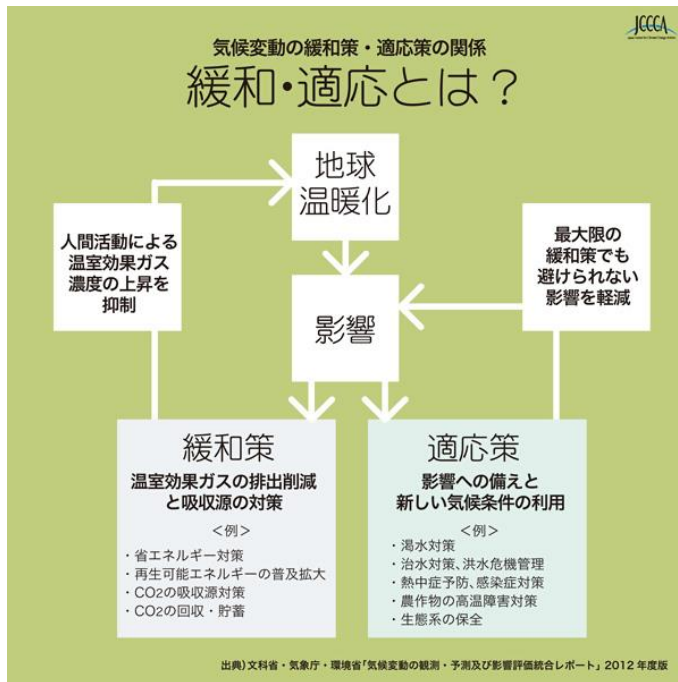 JCCCA
気候変動の緩和策・適応策の関係
緩和・適応とは？
地球
温暖化
人間活動による
温室効果ガス
濃度の上昇を
抑制
最大限の
緩和策でも
避けられない
影響を軽減
影響
緩和策
温室効果ガスの排出削減
と吸収源の対策
＜例＞
・省エネルギー対策
・再生可能エネルギーの普及拡大
・CO2の吸収源対策
・CO2の回収・貯蓄
適応策
影響への備えと
新しい気候条件の利用
＜例＞
・渇水対策
・治水対策、洪水危機管理
・熱中症予防、感染症対策
・農作物の高温障害対策
・生態系の保全
出典）文科省・気象庁・環境省「気候変動の観測・予測及び影響評価統合レポート」2012年度版